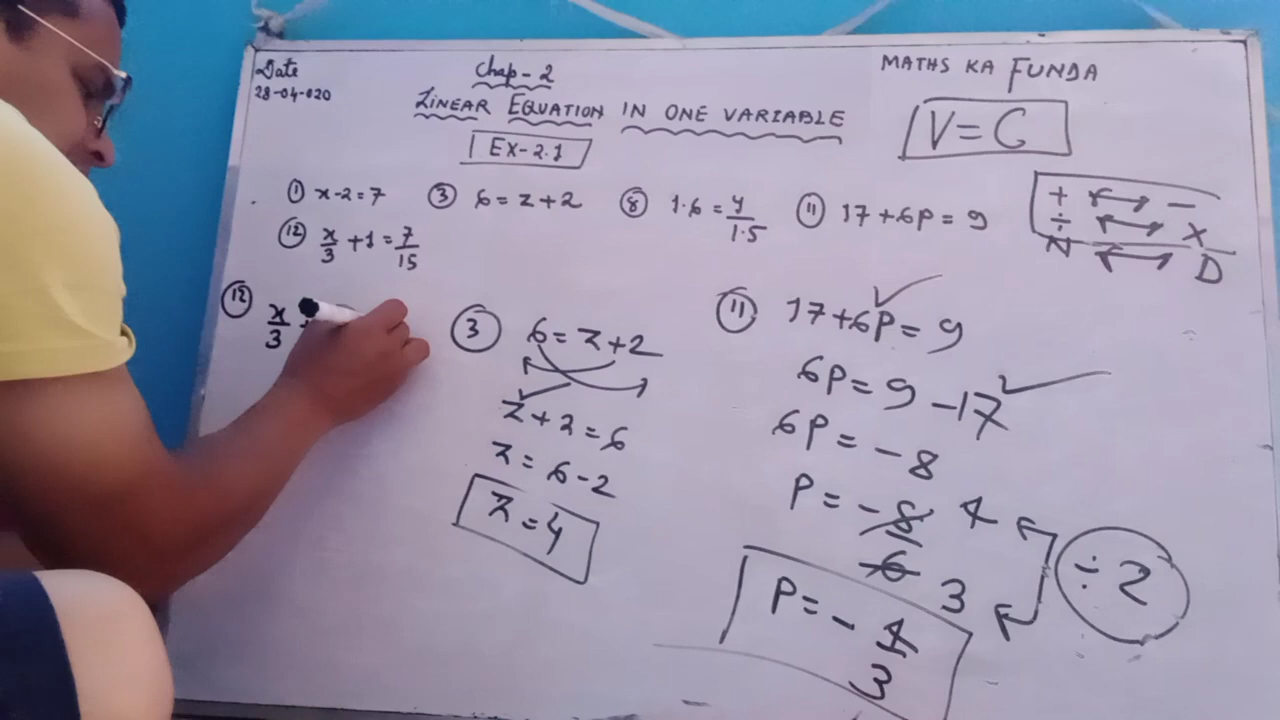 Date
28-04-020
Chap-2
LINEAR EQUATION IN ONE VARIABLE
EX-2.1
MATHS KA FUNDA
V = C
① x-2=7 ③ 6=z+2 ⑧ 1.6=y/1.5 ⑪ 17+6P=9
⑫ x/3+1=7/15
+ ↔ −
÷ ↔ ×
N ↔ D
⑫ x/3
③ 6=z+2
z+2=6
z=6-2
z=4
⑪ 17+6P=9
6P=9-17
6P=-8
P=-8/6 4 3
÷2
P=-4/3